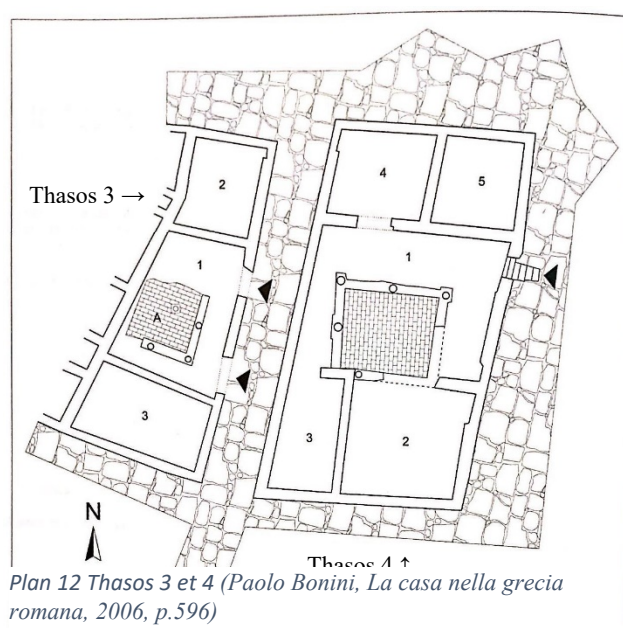 4
5
2
Thasos 3 →
1
1
A
3
3
2
N
Thasos 4 ↑
Plan 12 Thasos 3 et 4 (Paolo Bonini, La casa nella grecia
romana, 2006, p.596)